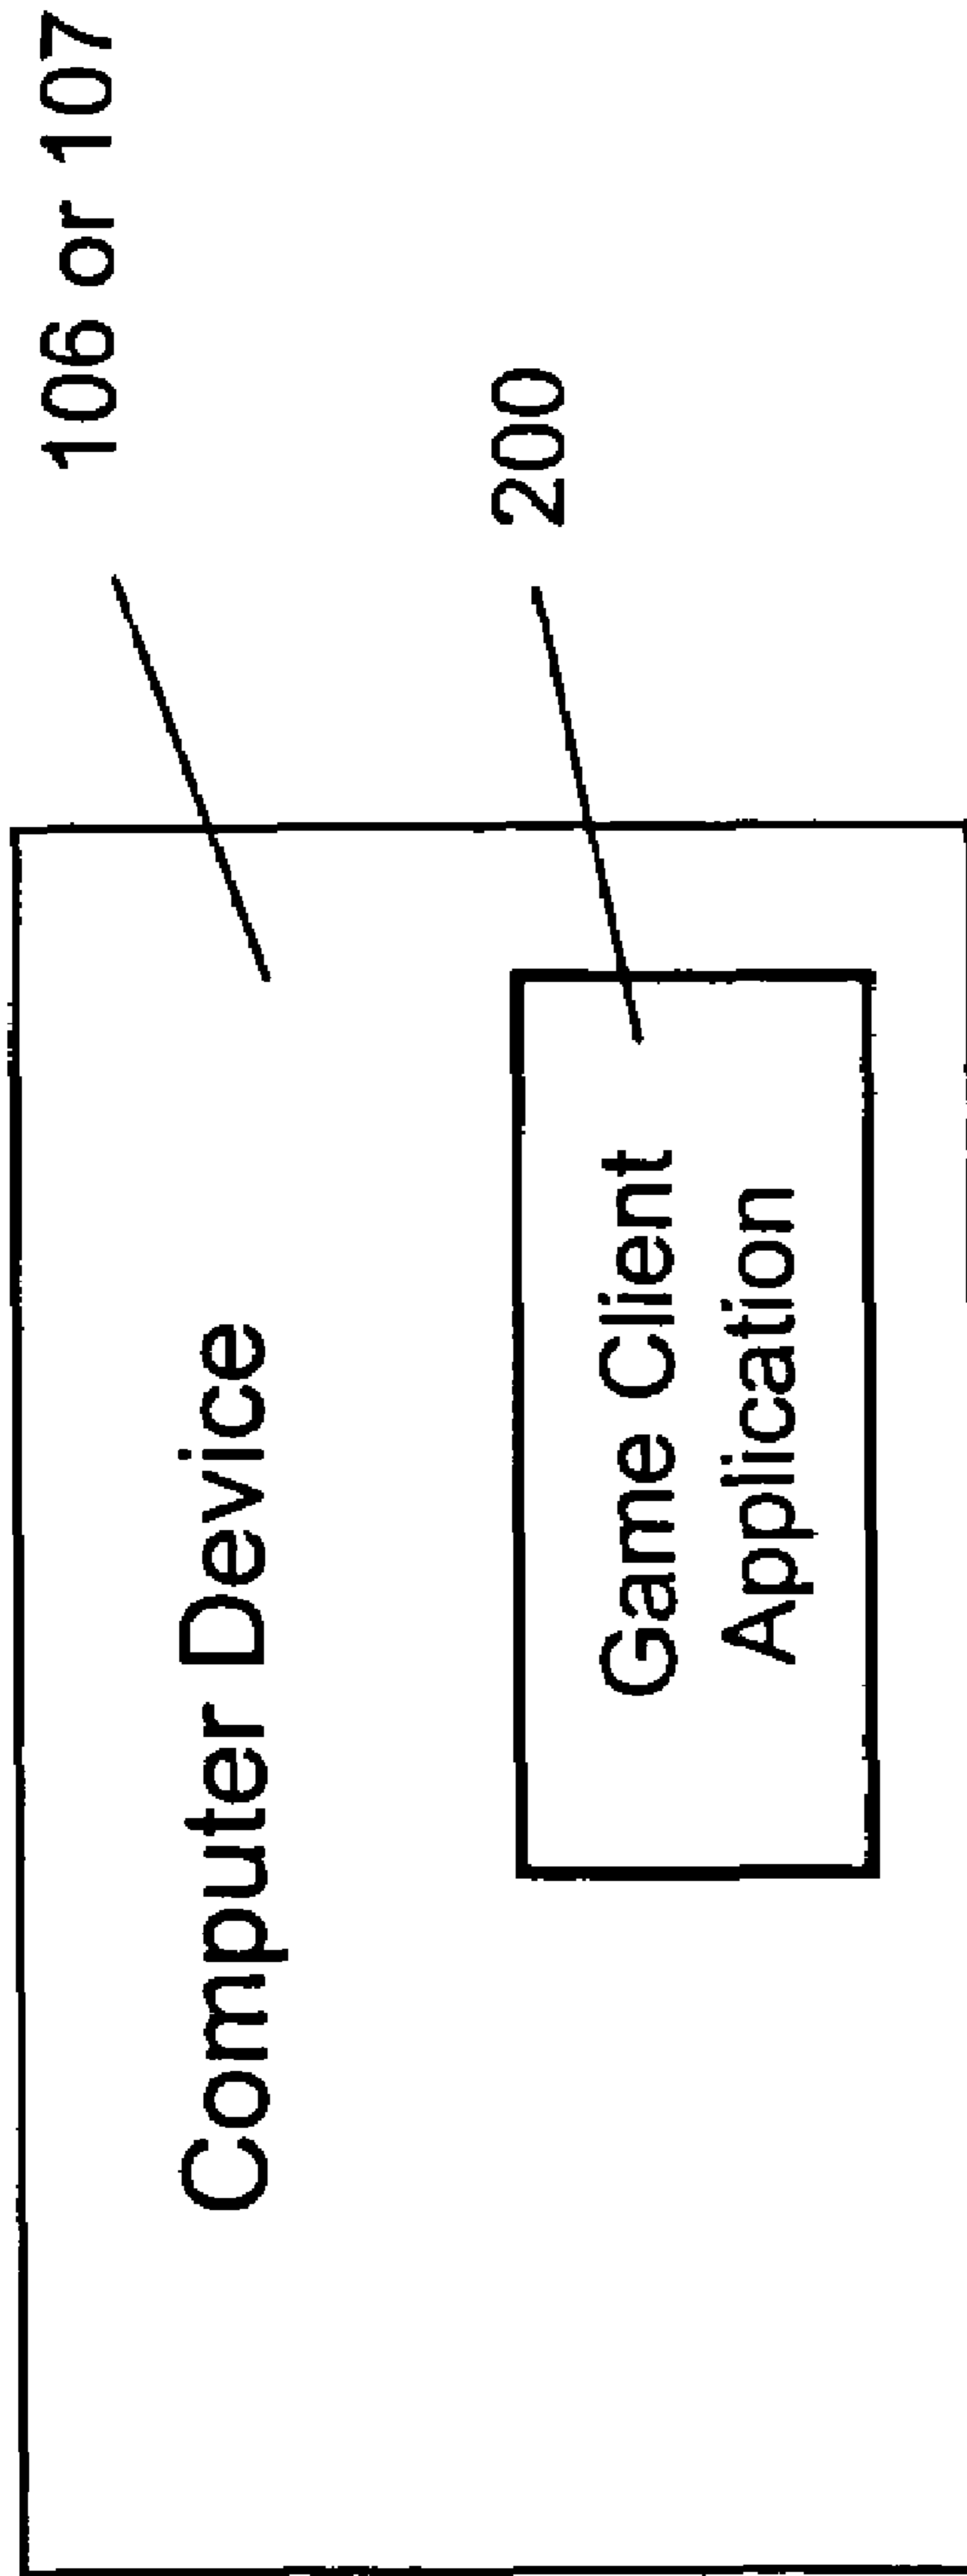 106 or 107
Computer Device
200
Game Client
Application